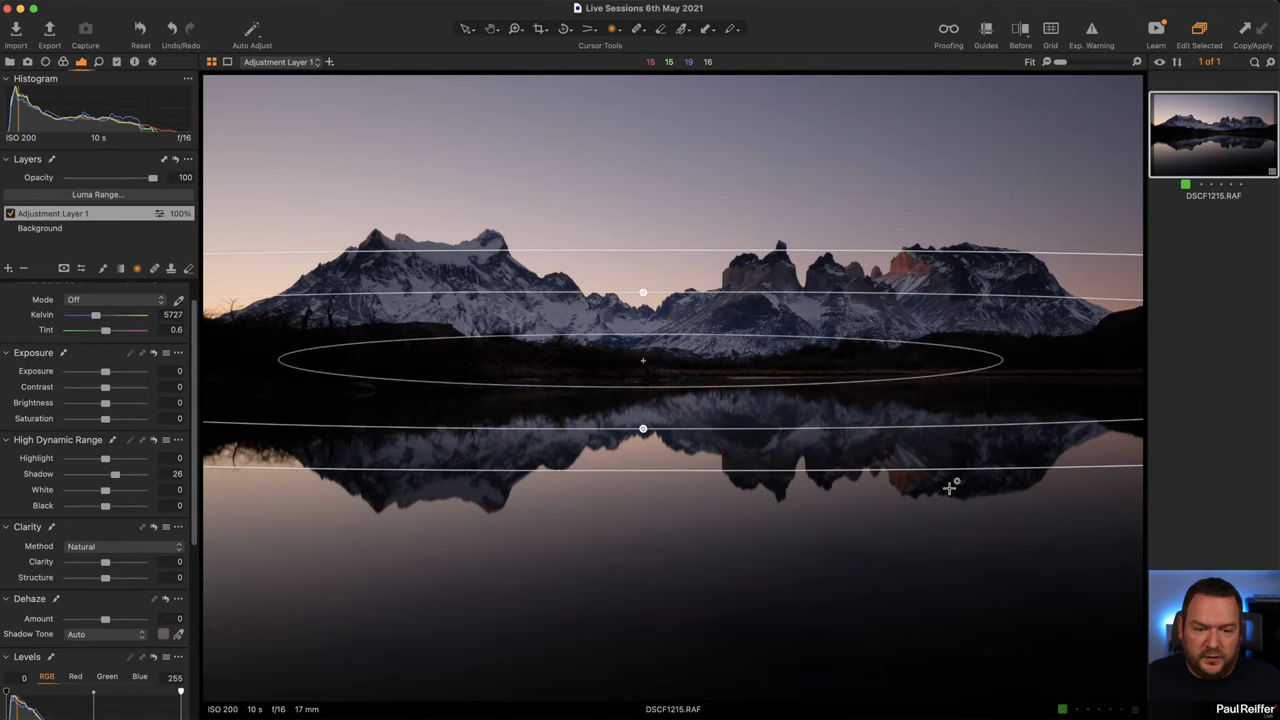 Live Sessions 6th May 2021
Import
Export
Capture
Reset
Undo/Redo
Auto Adjust
Cursor Tools
Proofing
Guides
Before
Grid
Exp. Warning
Learn
Edit Selected
Copy/Apply
Adjustment Layer 1
15 15 19 16
Fit
1 of 1
Histogram
ISO 200 10 s f/16
Layers
Opacity 100
Luma Range...
Adjustment Layer 1 100%
Background
Mode Off
Kelvin 5727
Tint 0.6
Exposure
Exposure 0
Contrast 0
Brightness 0
Saturation 0
High Dynamic Range
Highlight 0
Shadow 26
White 0
Black 0
Clarity
Method Natural
Clarity 0
Structure 0
Dehaze
Amount 0
Shadow Tone Auto
Levels
0 RGB Red Green Blue 255
DSCF1215.RAF
ISO 200 10 s f/16 17 mm
DSCF1215.RAF
Paul Reiffer
Live